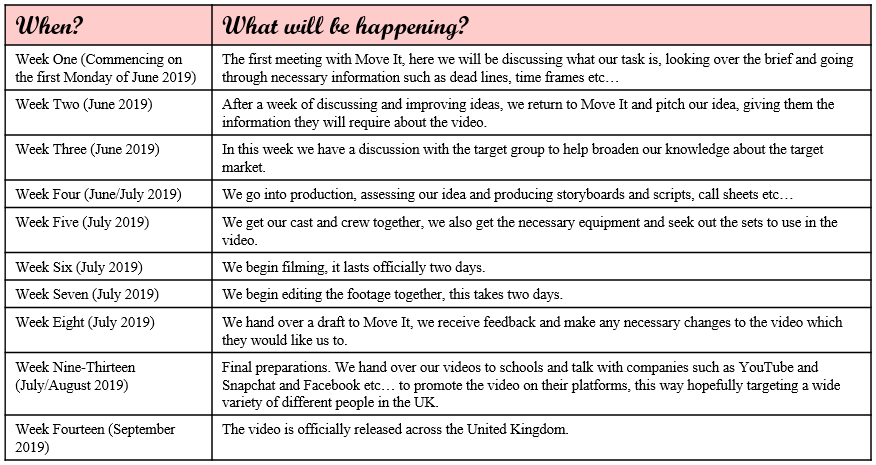 When?
What will be happening?
Week One (Commencing on
the first Monday of June 2019)
The first meeting with Move It, here we will be discussing what our task is, looking over the brief and going
through necessary information such as dead lines, time frames etc…
Week Two (June 2019)
After a week of discussing and improving ideas, we return to Move It and pitch our idea, giving them the
information they will require about the video.
Week Three (June 2019)
In this week we have a discussion with the target group to help broaden our knowledge about the target
market.
Week Four (June/July 2019)
We go into production, assessing our idea and producing storyboards and scripts, call sheets etc…
Week Five (July 2019)
We get our cast and crew together, we also get the necessary equipment and seek out the sets to use in the
video.
Week Six (July 2019)
We begin filming, it lasts officially two days.
Week Seven (July 2019)
We begin editing the footage together, this takes two days.
Week Eight (July 2019)
We hand over a draft to Move It, we receive feedback and make any necessary changes to the video which
they would like us to.
Week Nine-Thirteen
(July/August 2019)
Final preparations. We hand over our videos to schools and talk with companies such as YouTube and
Snapchat and Facebook etc… to promote the video on their platforms, this way hopefully targeting a wide
variety of different people in the UK.
Week Fourteen (September
2019)
The video is officially released across the United Kingdom.